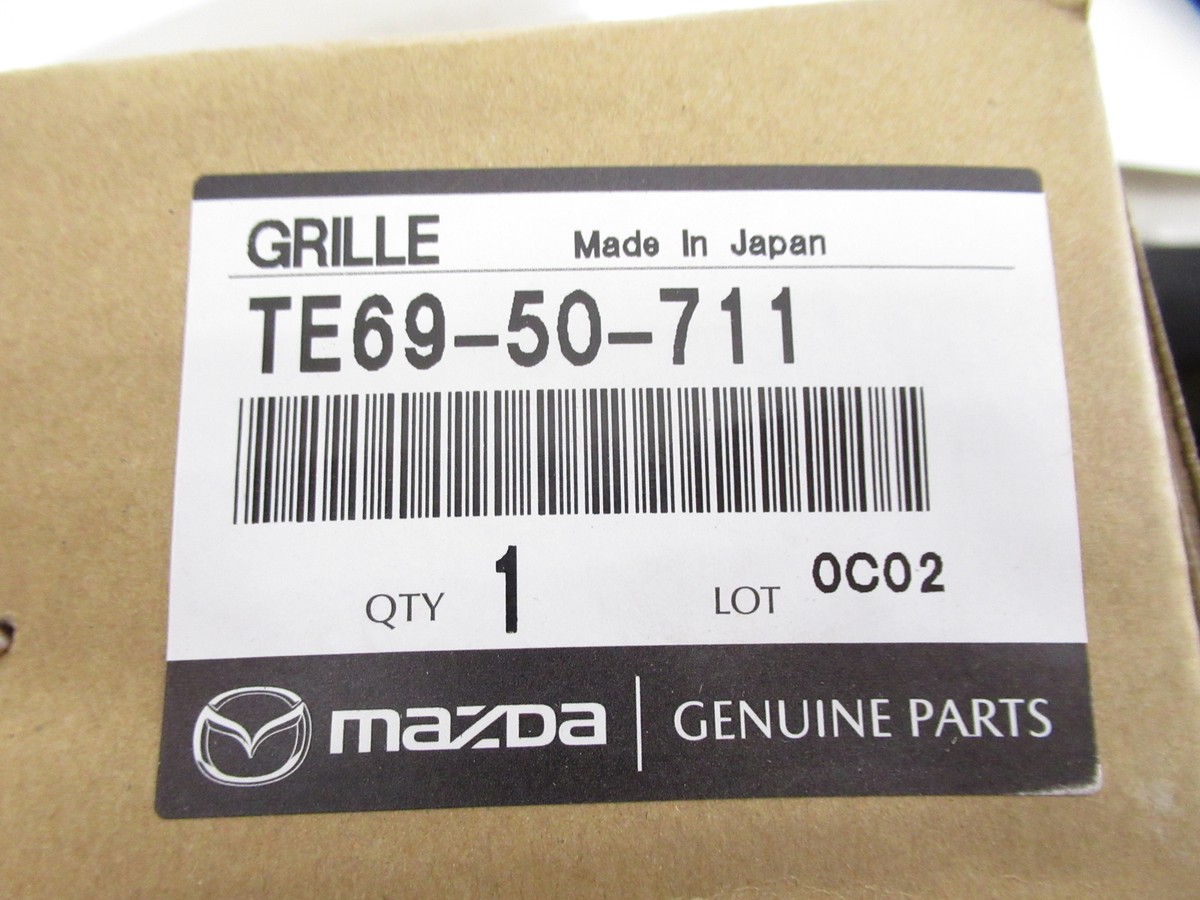 GRILLE Made In Japan
TE69-50-711
QTY 1 LOT 0C02
mazda GENUINE PARTS